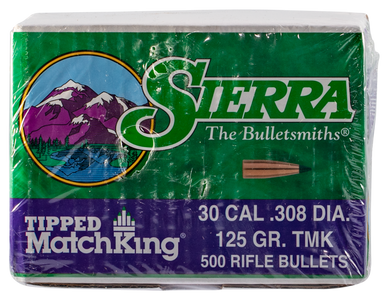 SIERRA
The Bulletsmiths®
30 CAL .308 DIA.
TIPPED
MatchKing®
125 GR. TMK
500 RIFLE BULLETS